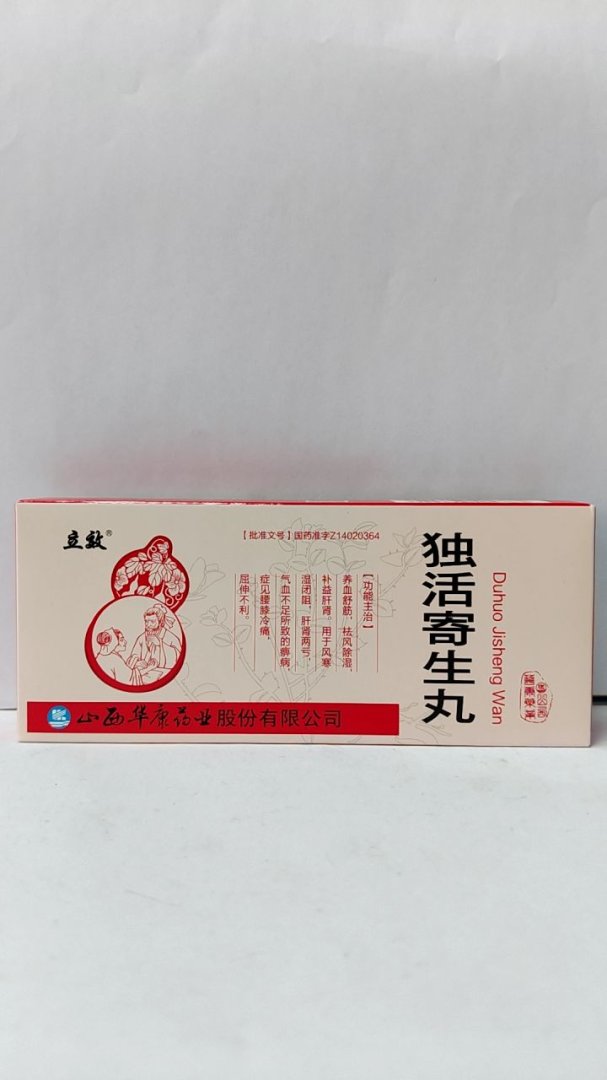 立效®
【批准文号】国药准字Z14020364
独活寄生丸
Duhuo Jisheng Wan
【功能主治】
养血舒筋，祛风除湿，
补益肝肾。用于风寒
湿闭阻，肝肾两亏，
气血不足所致的痹病，
症见腰膝冷痛，
屈伸不利。
山西华康药业股份有限公司